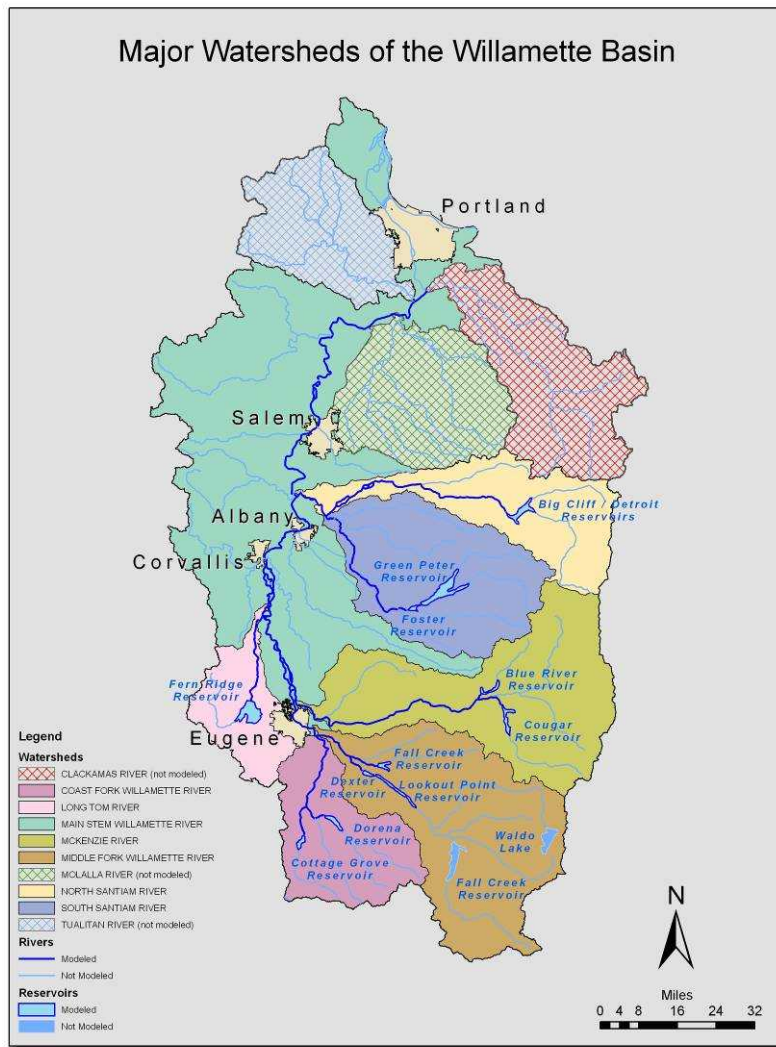 Major Watersheds of the Willamette Basin
Portland
Salem
Big Cliff / Detroit
Reservoirs
Albany
Corvallis
Green Peter
Reservoir
Foster
Reservoir
Blue River
Reservoir
Fern Ridge
Reservoir
Cougar
Reservoir
Eugene
Fall Creek
Reservoir
Dexter
Reservoir
Lookout Point
Reservoir
Dorena
Reservoir
Waldo
Lake
Cottage Grove
Reservoir
Fall Creek
Reservoir
Legend
Watersheds
CLACKAMAS RIVER (not modeled)
COAST FORK WILLAMETTE RIVER
LONG TOM RIVER
MAIN STEM WILLAMETTE RIVER
MCKENZIE RIVER
MIDDLE FORK WILLAMETTE RIVER
MOLALLA RIVER (not modeled)
NORTH SANTIAM RIVER
SOUTH SANTIAM RIVER
TUALITAN RIVER (not modeled)
Rivers
Modeled
Not Modeled
Reservoirs
Modeled
Not Modeled
N
Miles
0 4 8 16 24 32